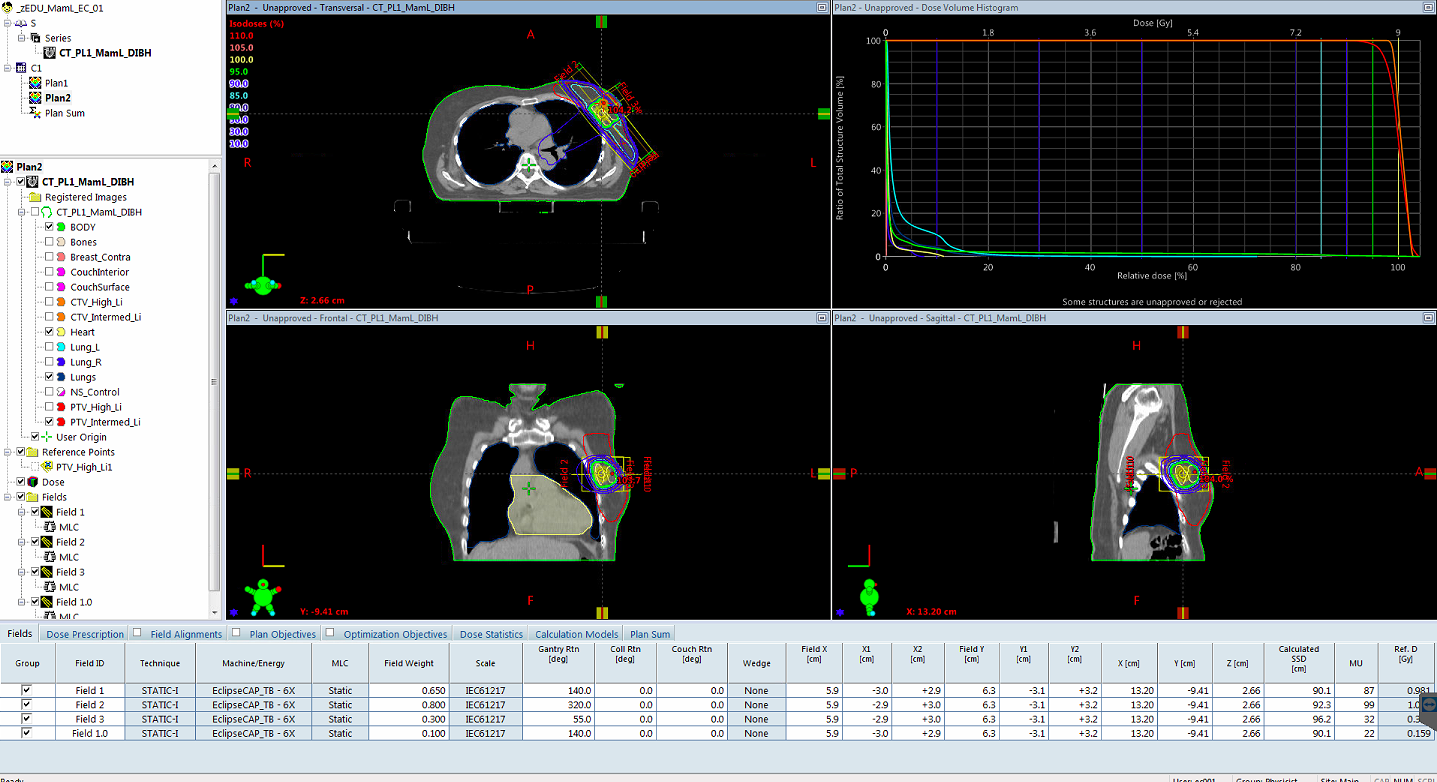 _zEDU_MamL_EC_01
S
Series
CT_PL1_MamL_DIBH
C1
Plan1
Plan2
Plan Sum
Plan2
CT_PL1_MamL_DIBH
Registered Images
CT_PL1_MamL_DIBH
BODY
Bones
Breast_Contra
CouchInterior
CouchSurface
CTV_High_Li
CTV_Intermed_Li
Heart
Lung_L
Lung_R
Lungs
NS_Control
PTV_High_Li
PTV_Intermed_Li
User Origin
Reference Points
PTV_High_Li1
Dose
Fields
Field 1
MLC
Field 2
MLC
Field 3
MLC
Field 1.0
MLC
Plan2 - Unapproved - Transversal - CT_PL1_MamL_DIBH
Isodoses (%)
110.0
105.0
100.0
95.0
90.0
85.0
30.0
10.0
A
R
L
P
Z: 2.66 cm
Plan2 - Unapproved - Dose Volume Histogram
Dose [Gy]
0 1.8 3.6 5.4 7.2 9
Ratio of Total Structure Volume [%]
100
80
60
40
20
0
0 20 40 60 80 100
Relative dose [%]
Some structures are unapproved or rejected
Plan2 - Unapproved - Frontal - CT_PL1_MamL_DIBH
H
R
Field 2
L
F
Y: -9.41 cm
Plan2 - Unapproved - Sagittal - CT_PL1_MamL_DIBH
H
P
A
F
X: 13.20 cm
Fields Dose Prescription Field Alignments Plan Objectives Optimization Objectives Dose Statistics Calculation Models Plan Sum
Group Field ID Technique Machine/Energy MLC Field Weight Scale Gantry Rtn [deg] Coll Rtn [deg] Couch Rtn [deg] Wedge Field X [cm] X1 [cm] X2 [cm] Field Y [cm] Y1 [cm] Y2 [cm] X [cm] Y [cm] Z [cm] Calculated SSD [cm] MU Ref. D [Gy]
Field 1 STATIC-I EclipseCAP_TB - 6X Static 0.650 IEC61217 140.0 0.0 0.0 None 5.9 -3.0 +2.9 6.3 -3.1 +3.2 13.20 -9.41 2.66 90.1 87 0.981
Field 2 STATIC-I EclipseCAP_TB - 6X Static 0.800 IEC61217 320.0 0.0 0.0 None 5.9 -2.9 +3.0 6.3 -3.1 +3.2 13.20 -9.41 2.66 92.3 99
Field 3 STATIC-I EclipseCAP_TB - 6X Static 0.300 IEC61217 55.0 0.0 0.0 None 5.9 -2.9 +3.0 6.3 -3.1 +3.2 13.20 -9.41 2.66 96.2 32
Field 1.0 STATIC-I EclipseCAP_TB - 6X Static 0.100 IEC61217 140.0 0.0 0.0 None 5.9 -3.0 +2.9 6.3 -3.1 +3.2 13.20 -9.41 2.66 90.1 22 0.159